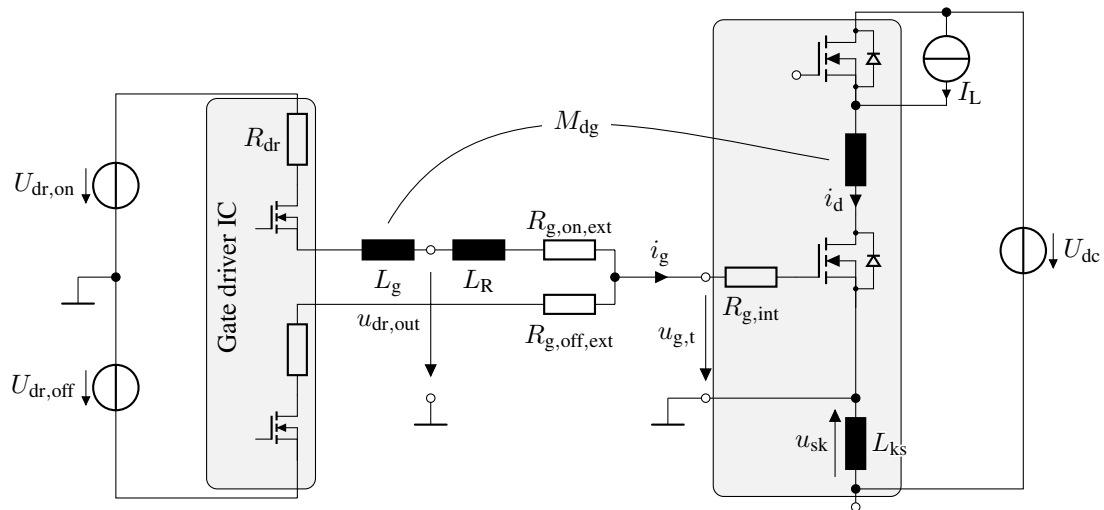 M_dg
I_L
R_dr
U_dr,on
i_d
R_g,on,ext
i_g
U_dc
Gate driver IC
L_g
L_R
R_g,int
u_dr,out
R_g,off,ext
u_g,t
U_dr,off
u_sk
L_ks